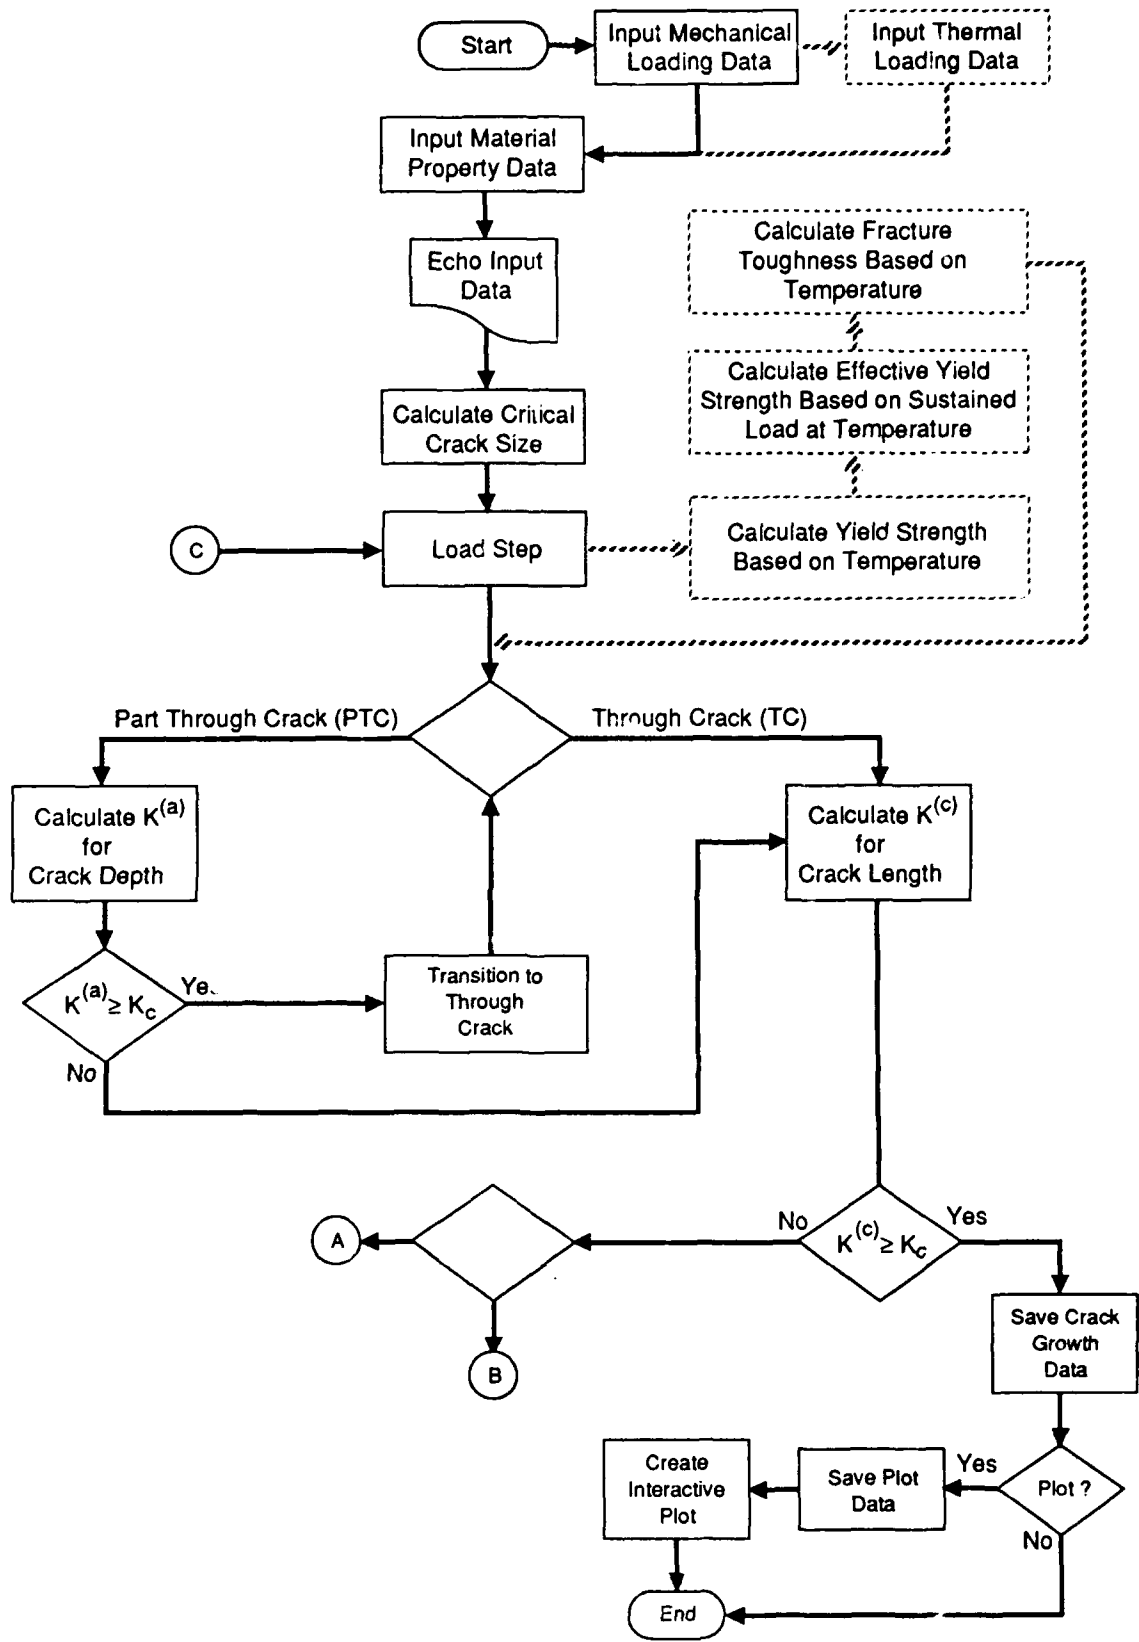 Start
Input Mechanical
Loading Data
Input Thermal
Loading Data
Input Material
Property Data
Echo Input
Data
Calculate Fracture
Toughness Based on
Temperature
Calculate Effective Yield
Strength Based on Sustained
Load at Temperature
Calculate Critical
Crack Size
C
Load Step
Calculate Yield Strength
Based on Temperature
Part Through Crack (PTC)
Through Crack (TC)
Calculate K^(a)
for
Crack Depth
Calculate K^(c)
for
Crack Length
K^(a) ≥ K_c
Yes
Transition to
Through
Crack
No
A
B
No
K^(c) ≥ K_c
Yes
Save Crack
Growth
Data
Create
Interactive
Plot
Save Plot
Data
Yes
Plot ?
No
End